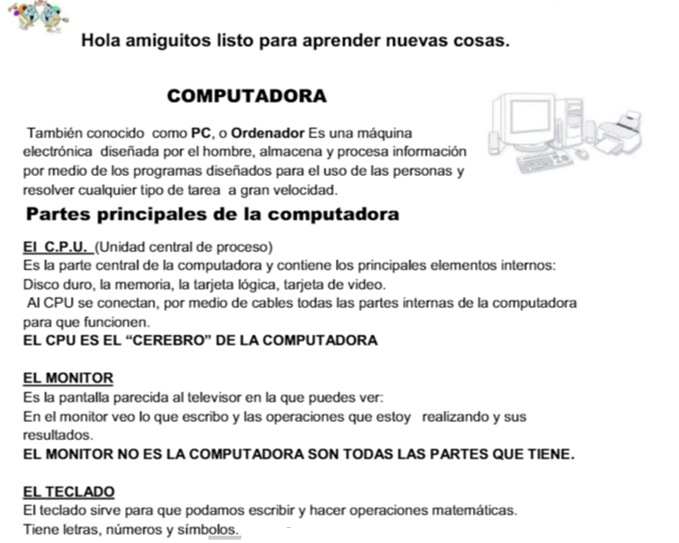 Hola amiguitos listo para aprender nuevas cosas.
COMPUTADORA
También conocido como PC, o Ordenador Es una máquina
electrónica diseñada por el hombre, almacena y procesa información
por medio de los programas diseñados para el uso de las personas y
resolver cualquier tipo de tarea a gran velocidad.
Partes principales de la computadora
El C.P.U. (Unidad central de proceso)
Es la parte central de la computadora y contiene los principales elementos internos:
Disco duro, la memoria, la tarjeta lógica, tarjeta de video.
Al CPU se conectan, por medio de cables todas las partes internas de la computadora
para que funcionen.
EL CPU ES EL “CEREBRO” DE LA COMPUTADORA
EL MONITOR
Es la pantalla parecida al televisor en la que puedes ver:
En el monitor veo lo que escribo y las operaciones que estoy realizando y sus
resultados.
EL MONITOR NO ES LA COMPUTADORA SON TODAS LAS PARTES QUE TIENE.
EL TECLADO
El teclado sirve para que podamos escribir y hacer operaciones matemáticas.
Tiene letras, números y símbolos.